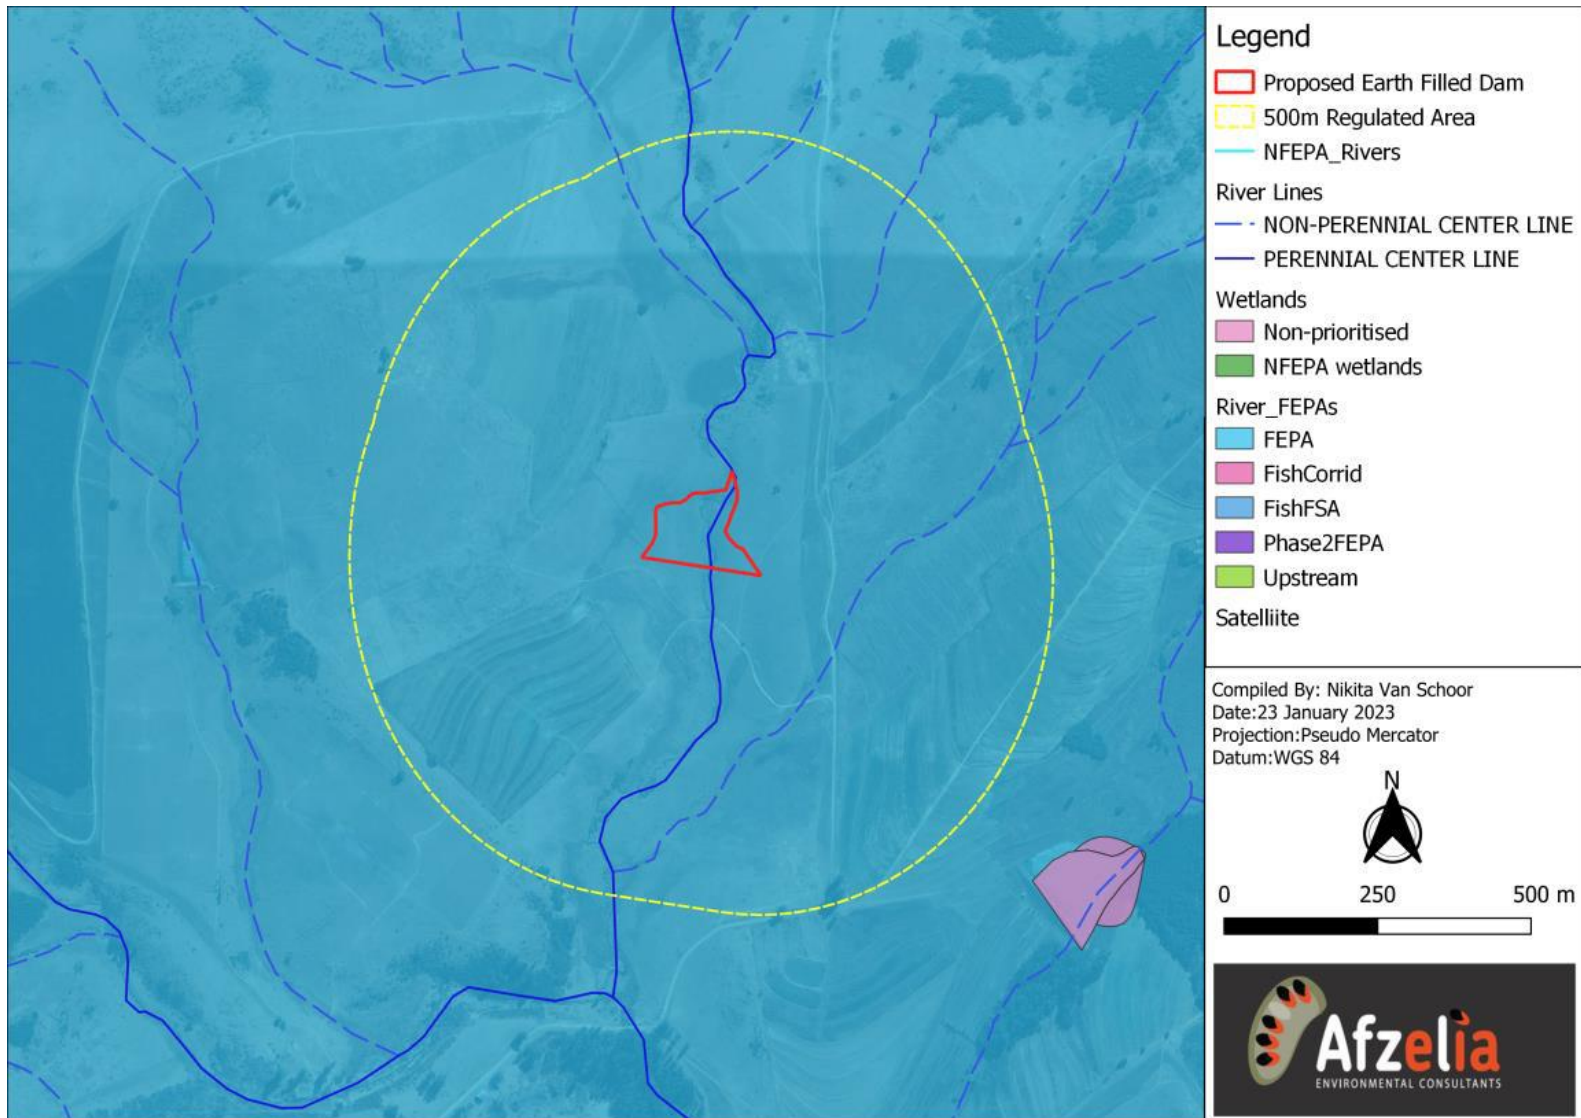 Legend
Proposed Earth Filled Dam
500m Regulated Area
NFEPA_Rivers
River Lines
NON-PERENNIAL CENTER LINE
PERENNIAL CENTER LINE
Wetlands
Non-prioritised
NFEPA wetlands
River_FEPAs
FEPA
FishCorrid
FishFSA
Phase2FEPA
Upstream
Satelliite
Compiled By: Nikita Van Schoor
Date:23 January 2023
Projection:Pseudo Mercator
Datum:WGS 84
N
0 250 500 m
Afzelia
ENVIRONMENTAL CONSULTANTS